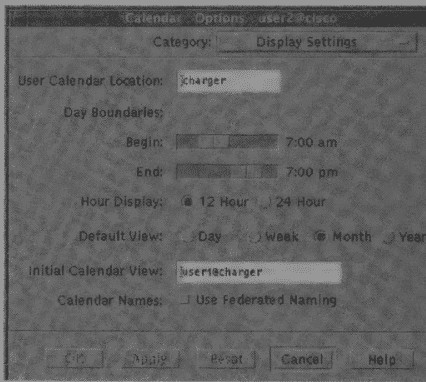 Calendar Options user2@cisco
Category: Display Settings
User Calendar Location: charger
Day Boundaries:
Begin: 7:00 am
End: 7:00 pm
Hour Display: 12 Hour 24 Hour
Default View: Day Week Month Year
Initial Calendar View: user1@charger
Calendar Names: Use Federated Naming
Apply Reset Cancel Help